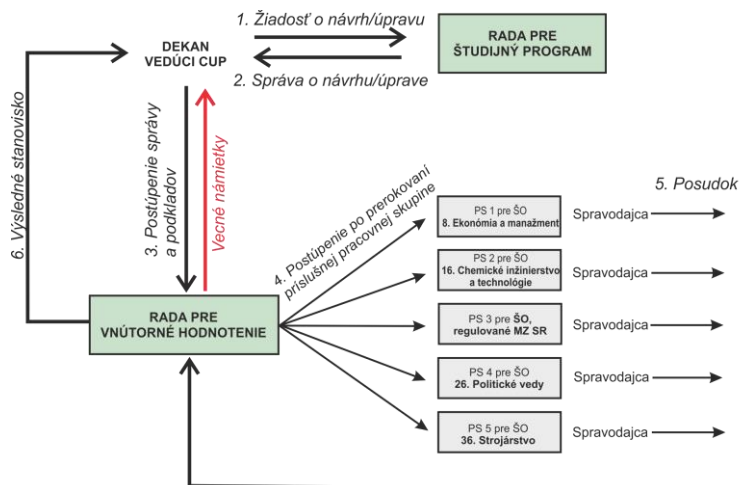 1. Žiadosť o návrh/úpravu
DEKAN
VEDÚCI CUP
RADA PRE
ŠTUDIJNÝ PROGRAM
2. Správa o návrhu/úprave
6. Výsledné stanovisko
3. Postúpenie správy
a podkladov
Vecné námietky
4. Postúpenie po prerokovaní
príslušnej pracovnej skupine
5. Posudok
PS 1 pre ŠO
8. Ekonómia a manažment
Spravodajca
PS 2 pre ŠO
16. Chemické inžinierstvo
a technológie
Spravodajca
RADA PRE
VNÚTORNÉ HODNOTENIE
PS 3 pre ŠO,
regulované MZ SR
Spravodajca
PS 4 pre ŠO
26. Politické vedy
Spravodajca
PS 5 pre ŠO
36. Strojárstvo
Spravodajca